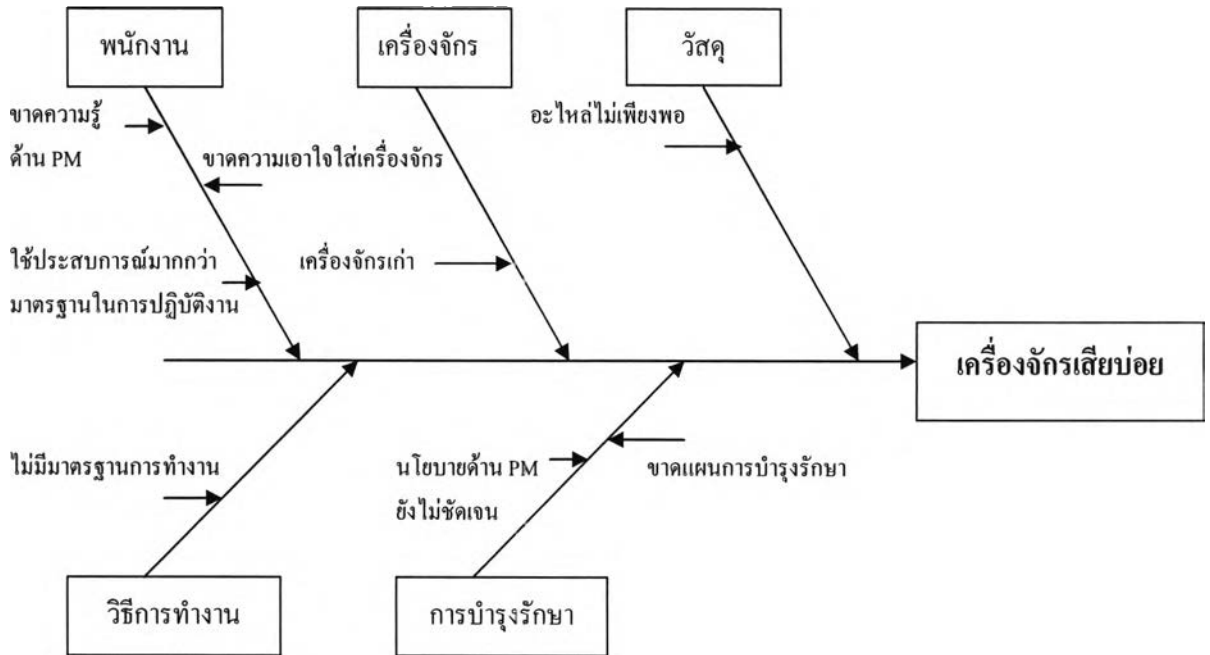 พนักงาน
เครื่องจักร
วัสดุ
ขาดความรู้
ด้าน PM
อะไหล่ไม่เพียงพอ
ขาดความเอาใจใส่เครื่องจักร
ใช้ประสบการณ์มากกว่า
มาตรฐานในการปฏิบัติงาน
เครื่องจักรเก่า
เครื่องจักรเสียบ่อย
ไม่มีมาตรฐานการทำงาน
นโยบายด้าน PM
ยังไม่ชัดเจน
ขาดแผนการบำรุงรักษา
วิธีการทำงาน
การบำรุงรักษา